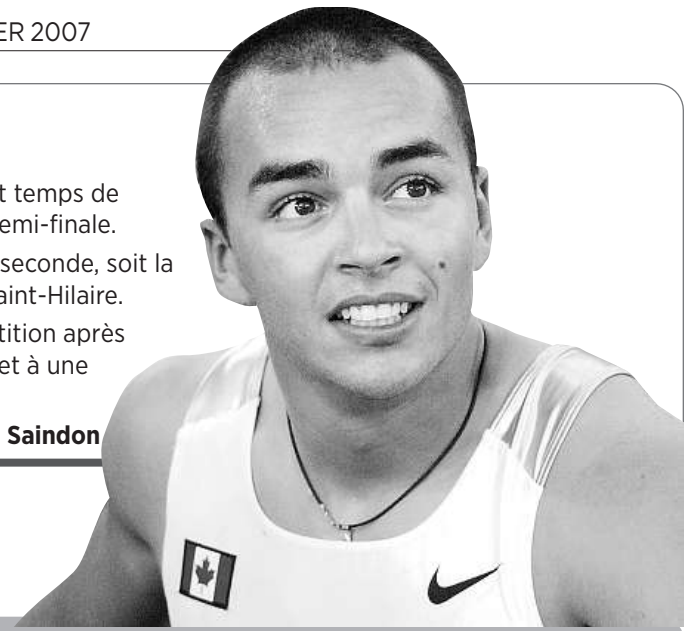 ER 2007
t temps de
emi-finale.
seconde, soit la
aint-Hilaire.
tition après
et à une
Saindon